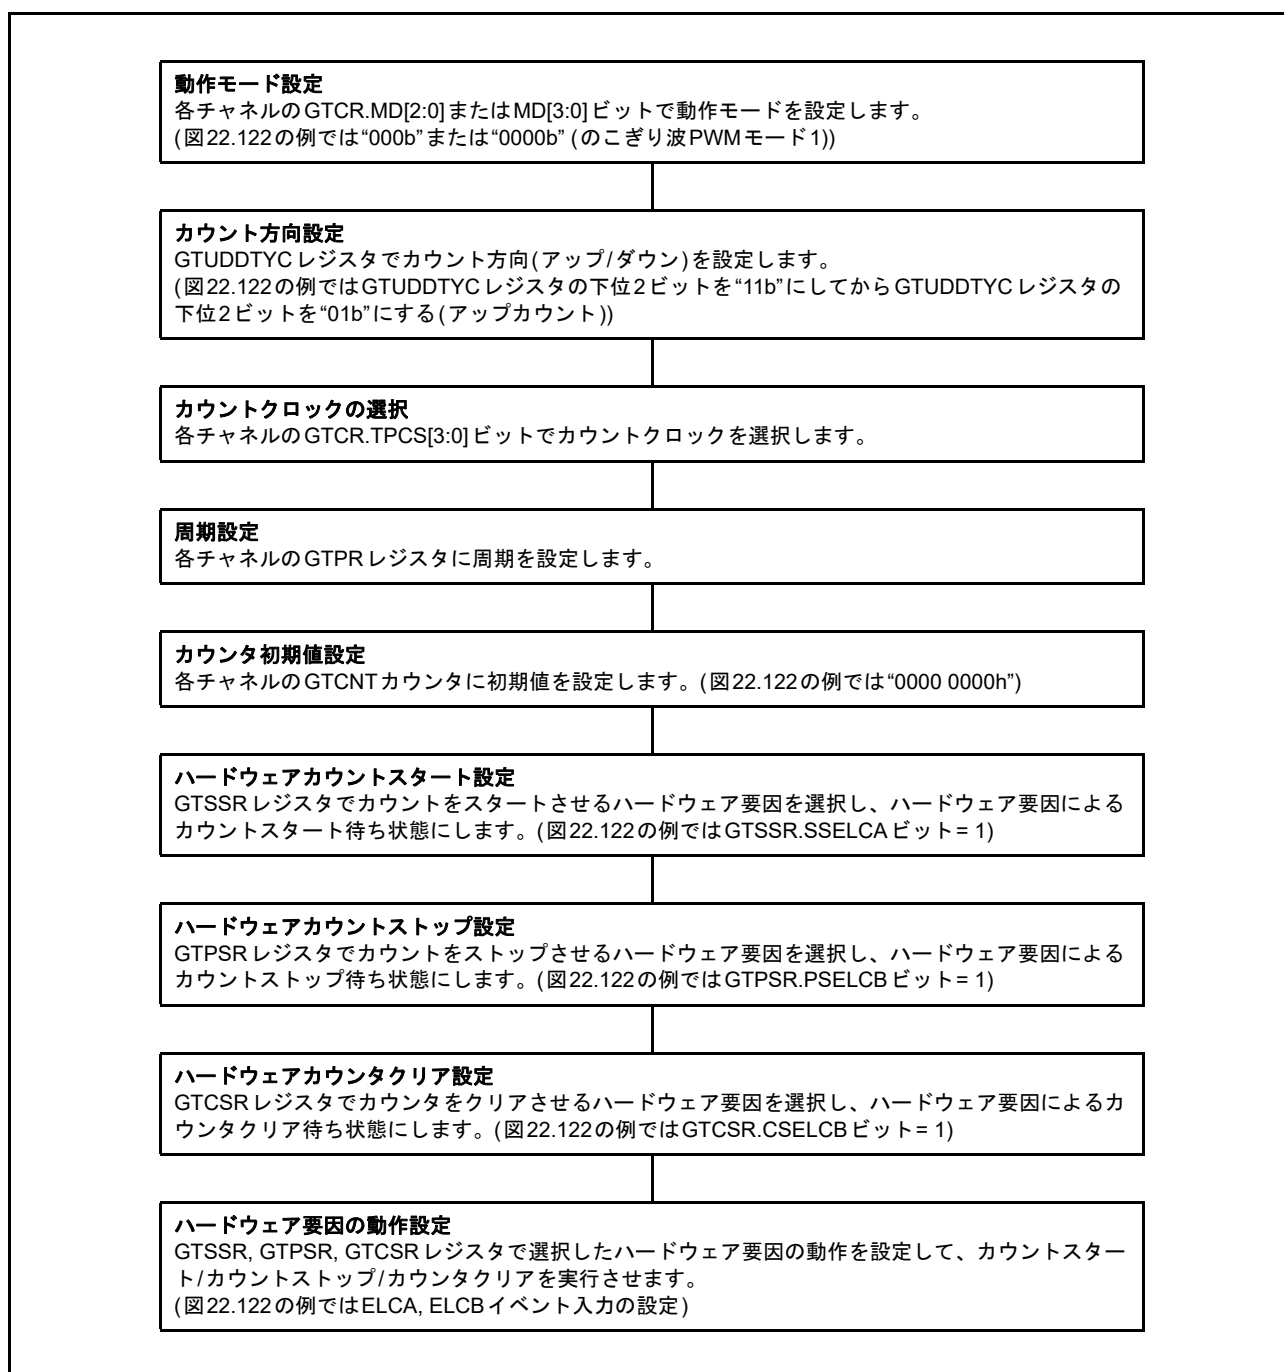 動作モード設定
各チャネルのGTCR.MD[2:0]またはMD[3:0]ビットで動作モードを設定します。
(図22.122の例では“000b”または“0000b” (のこぎり波PWMモード1))
カウント方向設定
GTUDDTYCレジスタでカウント方向(アップ/ダウン)を設定します。
(図22.122の例ではGTUDDTYCレジスタの下位2ビットを“11b”にしてからGTUDDTYCレジスタの
下位2ビットを“01b”にする(アップカウント))
カウントクロックの選択
各チャネルのGTCR.TPCS[3:0]ビットでカウントクロックを選択します。
周期設定
各チャネルのGTPRレジスタに周期を設定します。
カウンタ初期値設定
各チャネルのGTCNTカウンタに初期値を設定します。(図22.122の例では“0000 0000h”)
ハードウェアカウントスタート設定
GTSSRレジスタでカウントをスタートさせるハードウェア要因を選択し、ハードウェア要因による
カウントスタート待ち状態にします。(図22.122の例ではGTSSR.SSELCAビット= 1)
ハードウェアカウントストップ設定
GTPSRレジスタでカウントをストップさせるハードウェア要因を選択し、ハードウェア要因による
カウントストップ待ち状態にします。(図22.122の例ではGTPSR.PSELCBビット= 1)
ハードウェアカウンタクリア設定
GTCSRレジスタでカウンタをクリアさせるハードウェア要因を選択し、ハードウェア要因によるカ
ウンタクリア待ち状態にします。(図22.122の例ではGTCSR.CSELCBビット= 1)
ハードウェア要因の動作設定
GTSSR, GTPSR, GTCSRレジスタで選択したハードウェア要因の動作を設定して、カウントスター
ト/カウントストップ/カウンタクリアを実行させます。
(図22.122の例ではELCA, ELCBイベント入力の設定)